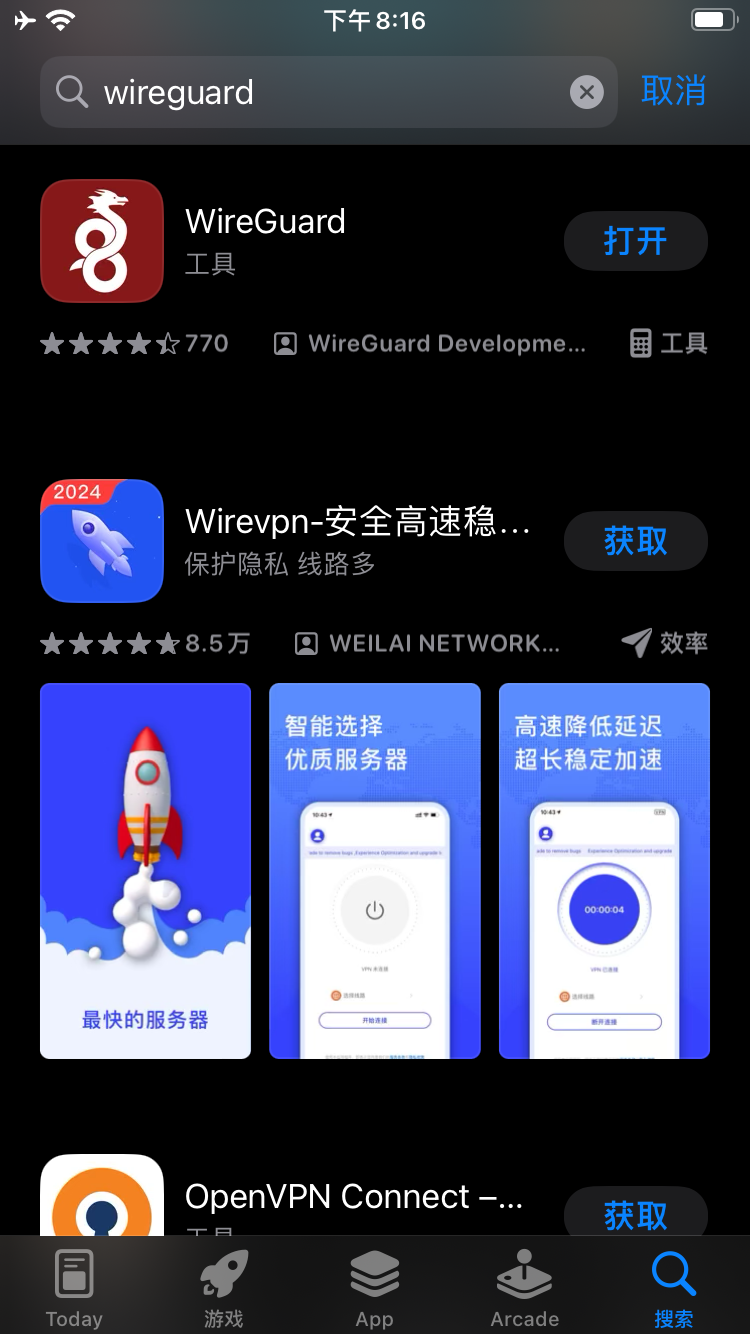 下午8:16
wireguard
取消
WireGuard
打开
工具
770
WireGuard Developme...
工具
2024
Wirevpn-安全高速稳...
获取
保护隐私 线路多
8.5万
WEILAI NETWORK...
效率
最快的服务器
智能选择
优质服务器
10:43
VPN 未连接
选择线路
开始连接
高速降低延迟
超长稳定加速
10:43
00:00:04
VPN 已连接
选择线路
断开连接
OpenVPN Connect –...
获取
工具
Today
游戏
App
Arcade
搜索